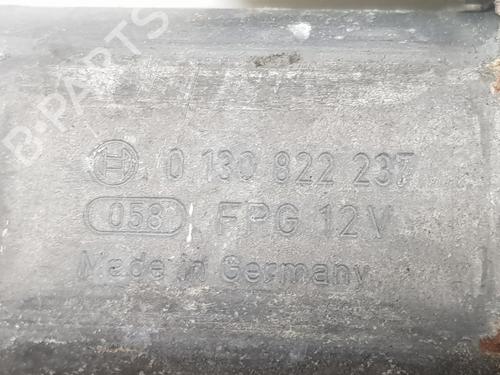 B-PARTS
0 130 822 237
058 FPG 12V
Made in Germany